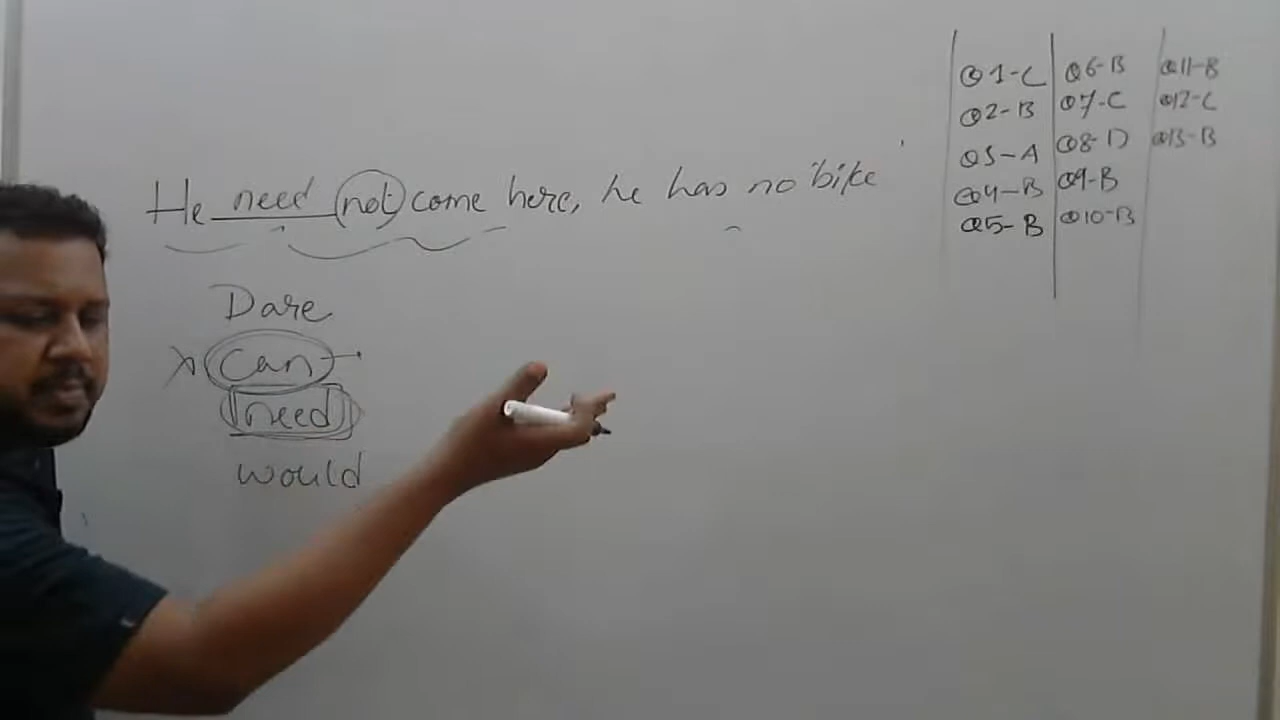 He need not come here, he has no bike
Dare
Can
need
would
Q1-C
Q2-B
Q3-A
Q4-B
Q5-B
Q6-B
Q7-C
Q8-D
Q9-B
Q10-B
Q11-B
Q12-C
Q13-B